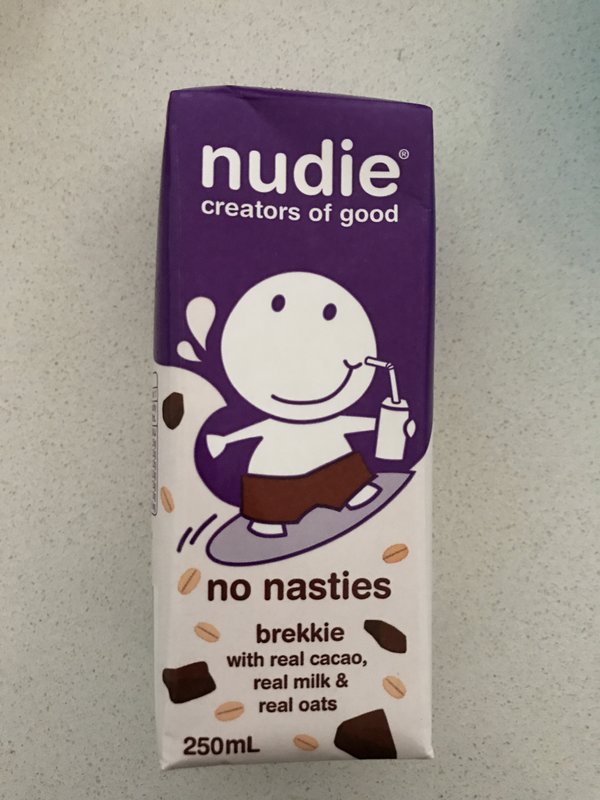 nudie®
creators of good
no nasties
brekkie
with real cacao,
real milk &
real oats
250mL